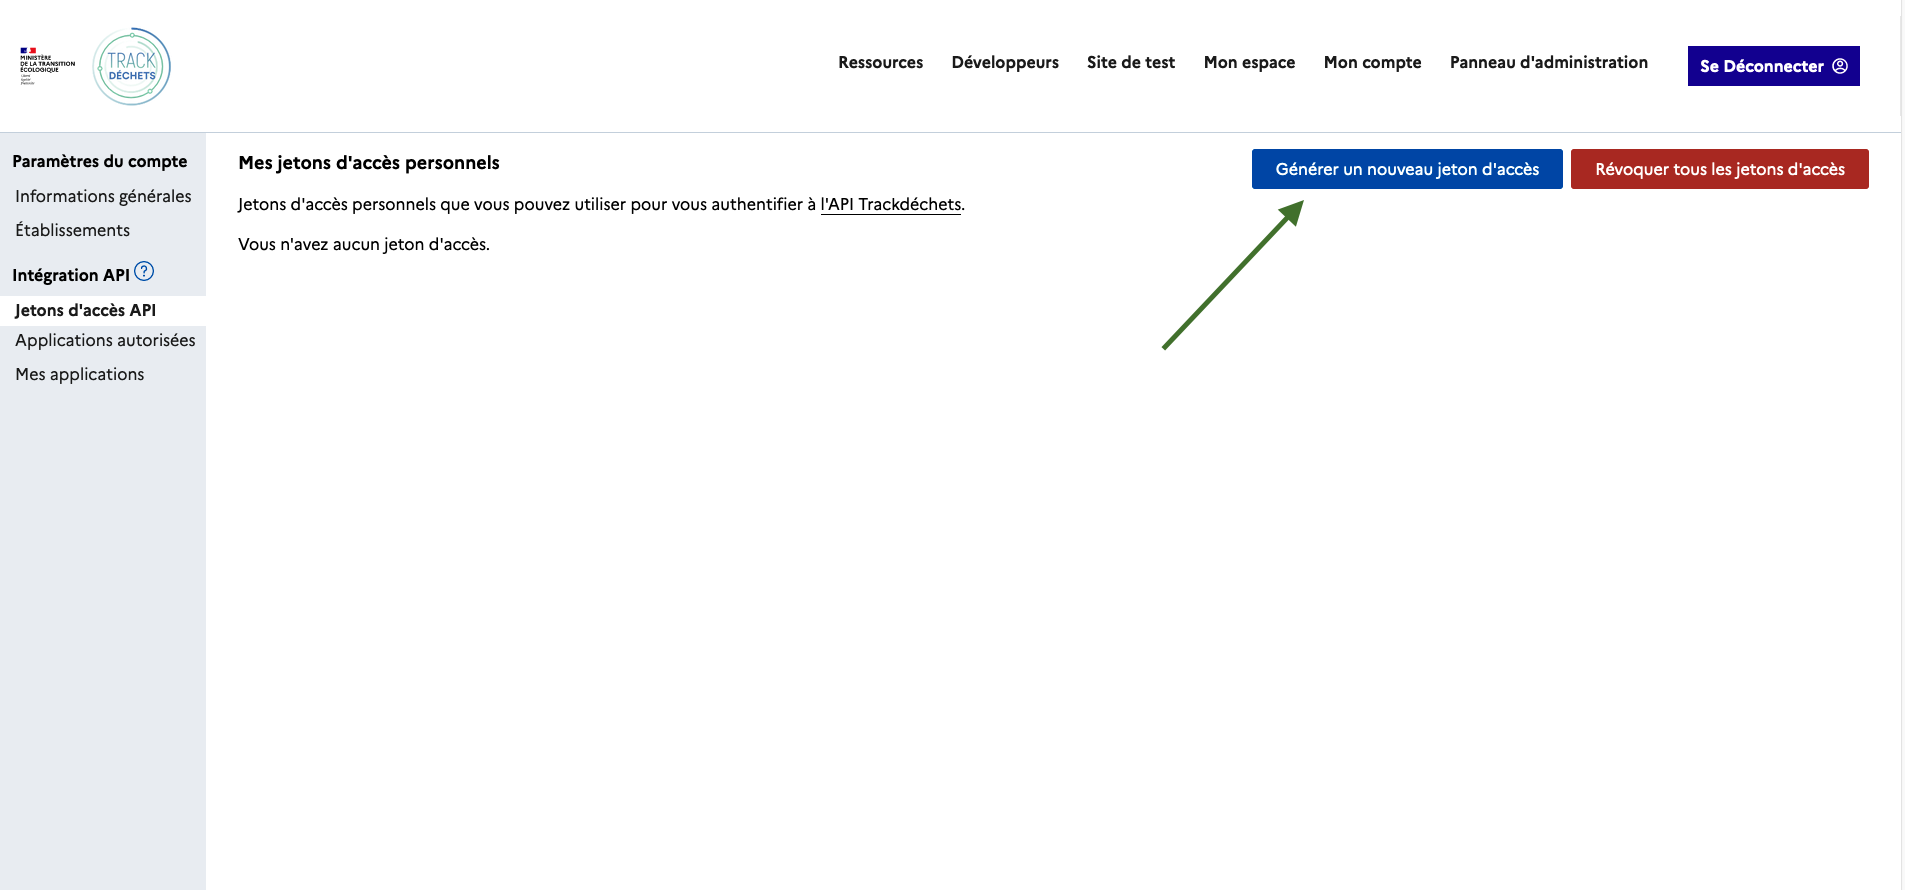 MINISTÈRE
DE LA TRANSITION
ÉCOLOGIQUE
TRACK
DÉCHETS
Ressources Développeurs Site de test Mon espace Mon compte Panneau d'administration Se Déconnecter
Paramètres du compte
Informations générales
Établissements
Intégration API ?
Jetons d'accès API
Applications autorisées
Mes applications
Mes jetons d'accès personnels
Générer un nouveau jeton d'accès Révoquer tous les jetons d'accès
Jetons d'accès personnels que vous pouvez utiliser pour vous authentifier à l'API Trackdéchets.
Vous n'avez aucun jeton d'accès.